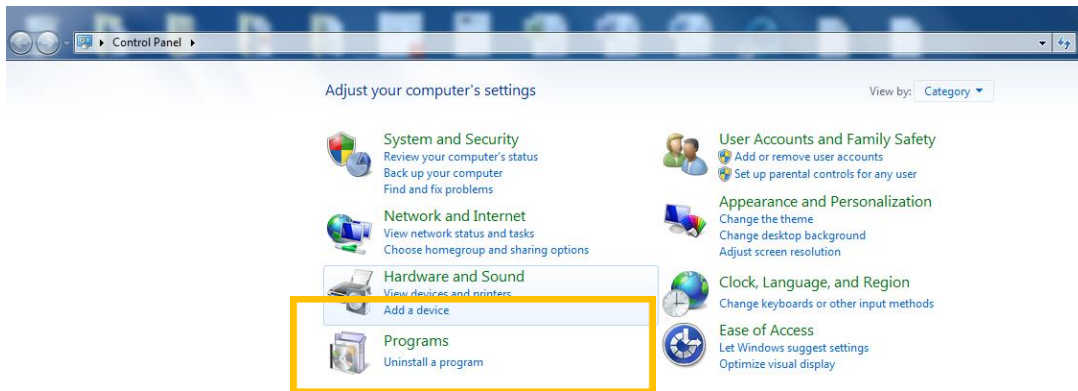 Control Panel
Adjust your computer's settings
View by: Category
System and Security
Review your computer's status
Back up your computer
Find and fix problems
Network and Internet
View network status and tasks
Choose homegroup and sharing options
Hardware and Sound
View devices and printers
Add a device
Programs
Uninstall a program
User Accounts and Family Safety
Add or remove user accounts
Set up parental controls for any user
Appearance and Personalization
Change the theme
Change desktop background
Adjust screen resolution
Clock, Language, and Region
Change keyboards or other input methods
Ease of Access
Let Windows suggest settings
Optimize visual display